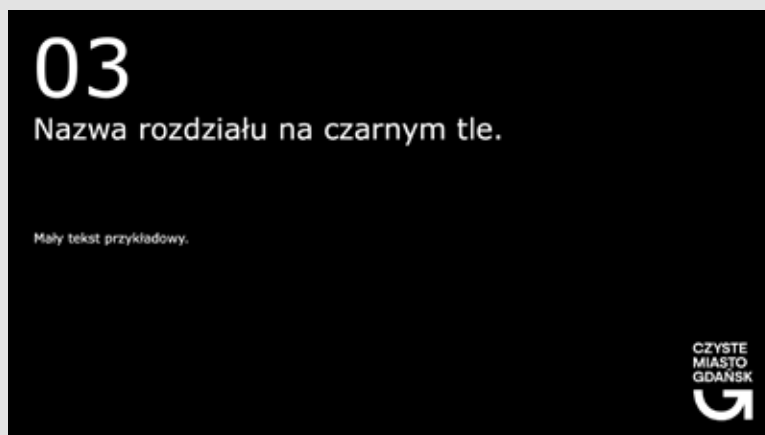 03
Nazwa rozdziału na czarnym tle.
Mały tekst przykładowy.
CZYSTE
MIASTO
GDAŃSK